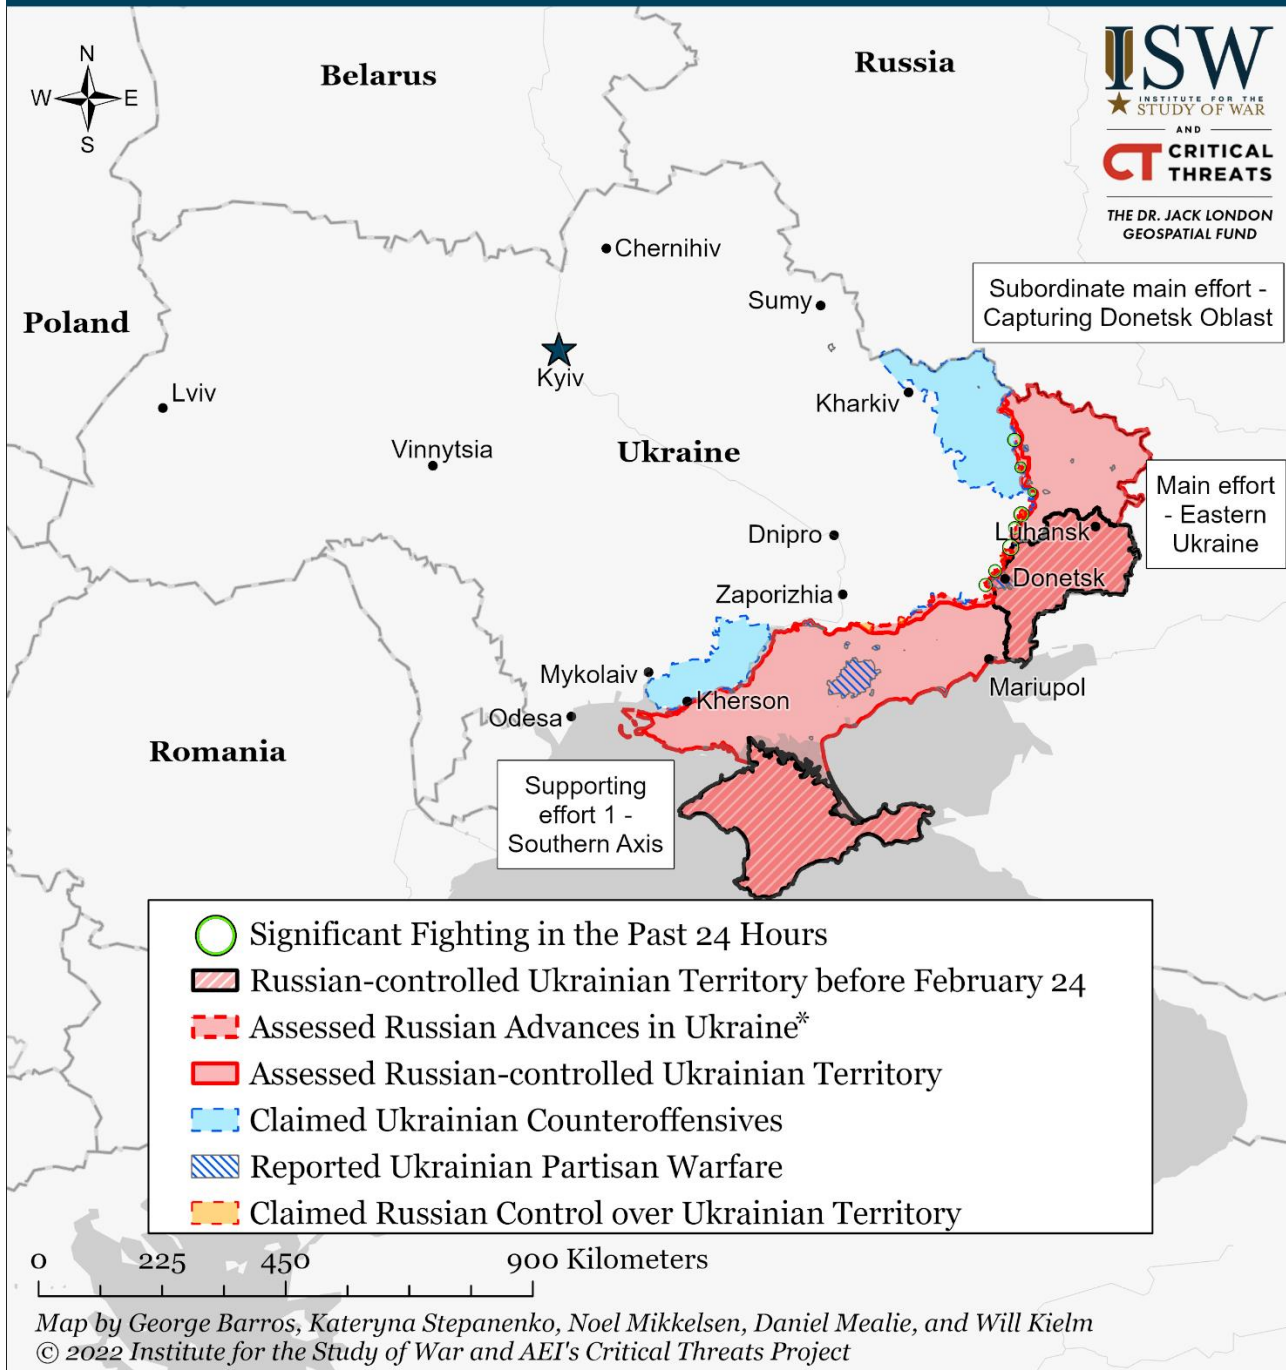 N
W E
S
Belarus
Russia
ISW
INSTITUTE FOR THE
STUDY OF WAR
AND
CT CRITICAL
THREATS
THE DR. JACK LONDON
GEOSPATIAL FUND
Chernihiv
Subordinate main effort -
Capturing Donetsk Oblast
Sumy
Poland
Kyiv
Lviv
Kharkiv
Vinnytsia
Ukraine
Main effort
- Eastern
Ukraine
Dnipro
Luhansk
Donetsk
Zaporizhia
Mykolaiv
Mariupol
Kherson
Odesa
Romania
Supporting
effort 1 -
Southern Axis
Significant Fighting in the Past 24 Hours
Russian-controlled Ukrainian Territory before February 24
Assessed Russian Advances in Ukraine*
Assessed Russian-controlled Ukrainian Territory
Claimed Ukrainian Counteroffensives
Reported Ukrainian Partisan Warfare
Claimed Russian Control over Ukrainian Territory
0 225 450 900 Kilometers
Map by George Barros, Kateryna Stepanenko, Noel Mikkelsen, Daniel Mealie, and Will Kielm
© 2022 Institute for the Study of War and AEI's Critical Threats Project